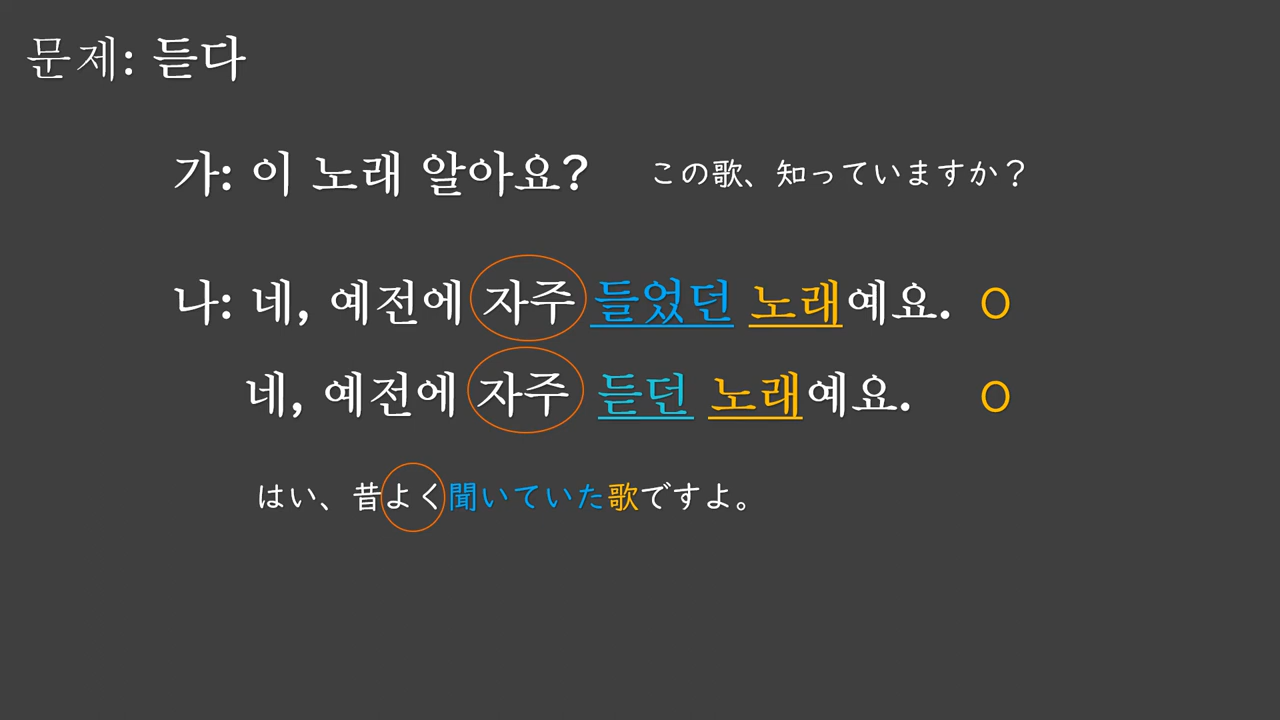 문제: 듣다
가: 이 노래 알아요? この歌、知っていますか？
나: 네, 예전에 자주 들었던 노래예요. O
네, 예전에 자주 듣던 노래예요. O
はい、昔よく聞いていた歌ですよ。